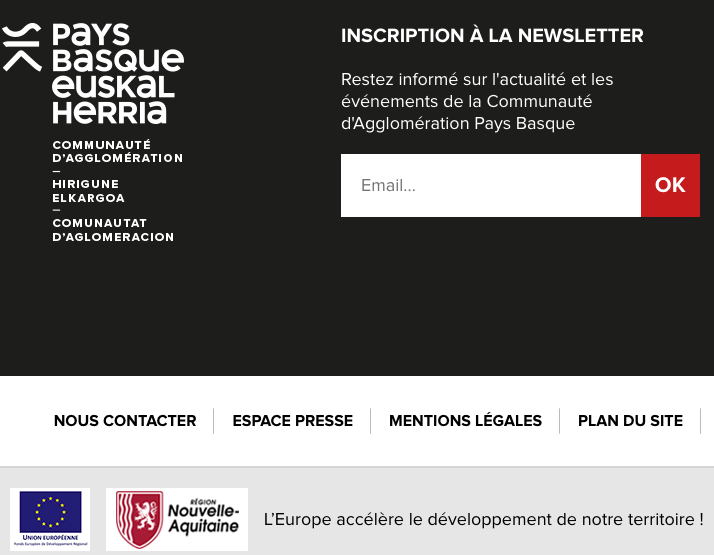 Pays
Basque
euskal
Herria
COMMUNAUTÉ
D'AGGLOMÉRATION
–
HIRIGUNE
ELKARGOA
–
COMUNAUTAT
D'AGLOMERACION
INSCRIPTION À LA NEWSLETTER
Restez informé sur l'actualité et les
événements de la Communauté
d'Agglomération Pays Basque
Email...
OK
NOUS CONTACTER
ESPACE PRESSE
MENTIONS LÉGALES
PLAN DU SITE
UNION EUROPÉENNE
Fonds Européen de Développement Régional
RÉGION
Nouvelle-
Aquitaine
L'Europe accélère le développement de notre territoire !